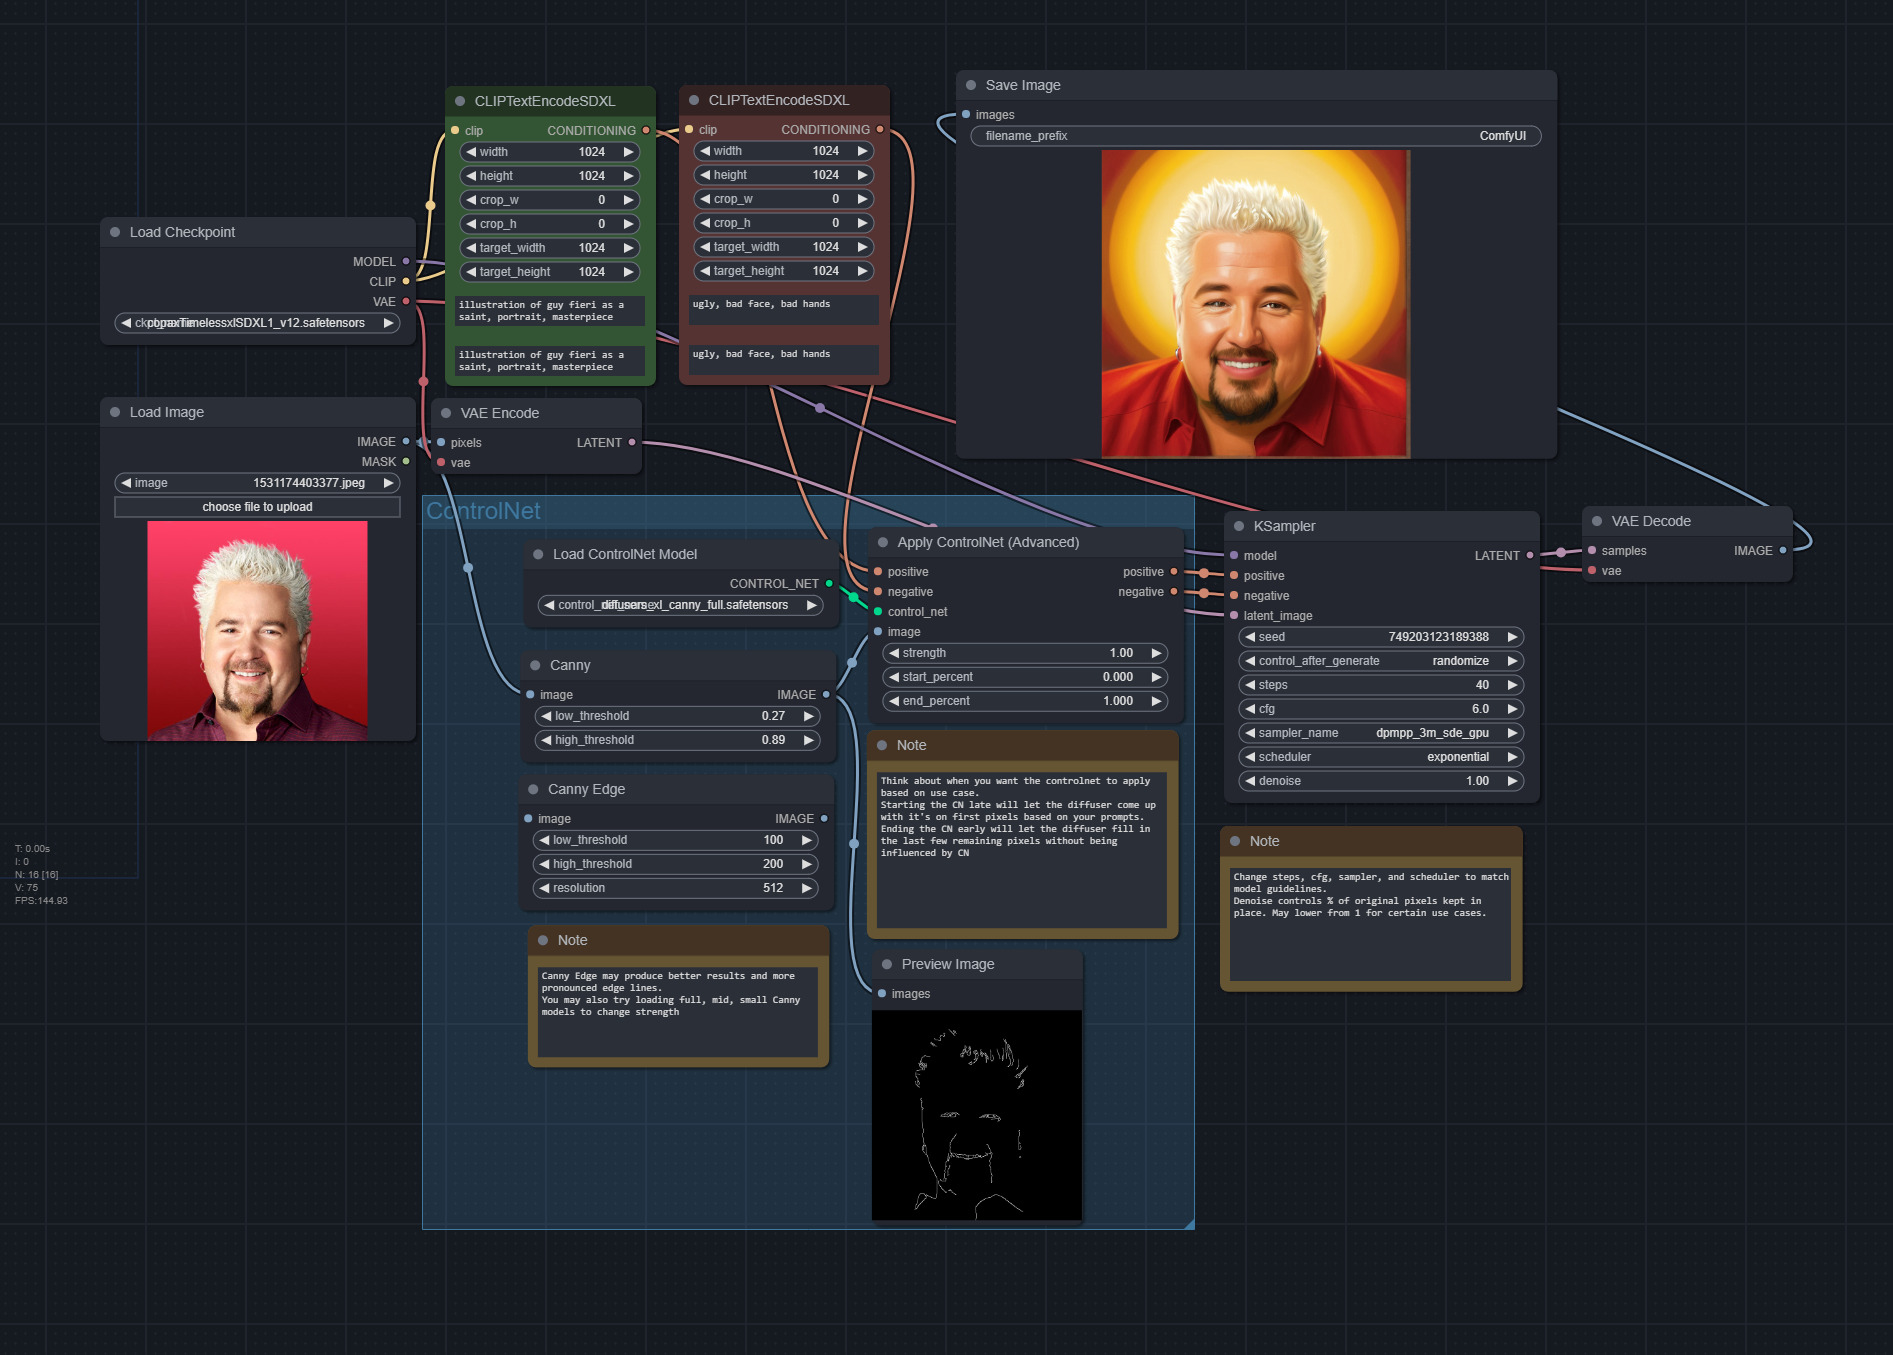 CLIPTextEncodeSDXL
clip CONDITIONING
width 1024
height 1024
crop_w 0
crop_h 0
target_width 1024
target_height 1024
illustration of guy fieri as a
saint, portrait, masterpiece
illustration of guy fieri as a
saint, portrait, masterpiece
CLIPTextEncodeSDXL
clip CONDITIONING
width 1024
height 1024
crop_w 0
crop_h 0
target_width 1024
target_height 1024
ugly, bad face, bad hands
ugly, bad face, bad hands
Save Image
images
filename_prefix ComfyUI
Load Checkpoint
MODEL
CLIP
VAE
Load Image
IMAGE
MASK
image 1531174403377.jpeg
choose file to upload
VAE Encode
pixels LATENT
vae
ControlNet
Load ControlNet Model
CONTROL_NET
Canny
image IMAGE
low_threshold 0.27
high_threshold 0.89
Canny Edge
image IMAGE
low_threshold 100
high_threshold 200
resolution 512
Note
Canny Edge may produce better results and more
pronounced edge lines.
You may also try loading full, mid, small Canny
models to change strength
Apply ControlNet (Advanced)
positive positive
negative negative
control_net
image
strength 1.00
start_percent 0.000
end_percent 1.000
Note
Think about when you want the controlnet to apply
based on use case.
Starting the CN late will let the diffuser come up
with it's on first pixels based on your prompts.
Ending the CN early will let the diffuser fill in
the last few remaining pixels without being
influenced by CN
Preview Image
images
KSampler
model LATENT
positive
negative
latent_image
seed 749203123189388
control_after_generate randomize
steps 40
cfg 6.0
sampler_name dpmpp_3m_sde_gpu
scheduler exponential
denoise 1.00
Note
Change steps, cfg, sampler, and scheduler to match
model guidelines.
Denoise controls % of original pixels kept in
place. May lower from 1 for certain use cases.
VAE Decode
samples IMAGE
vae
T: 0.00s
I: 0
N: 16 [16]
V: 75
FPS:144.93